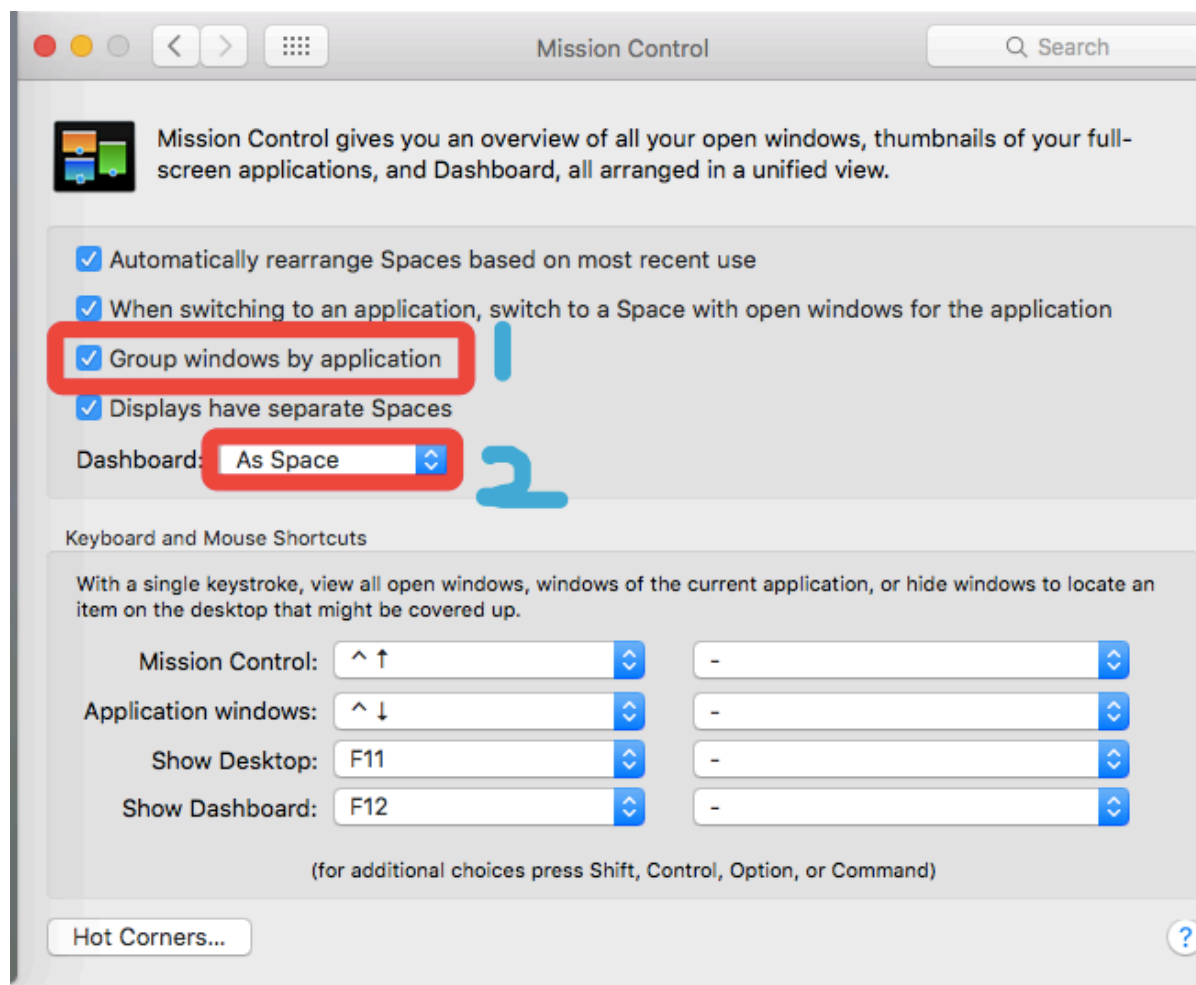 Mission Control
Search
Mission Control gives you an overview of all your open windows, thumbnails of your full-
screen applications, and Dashboard, all arranged in a unified view.
Automatically rearrange Spaces based on most recent use
When switching to an application, switch to a Space with open windows for the application
Group windows by application
1
Displays have separate Spaces
Dashboard: As Space
2
Keyboard and Mouse Shortcuts
With a single keystroke, view all open windows, windows of the current application, or hide windows to locate an
item on the desktop that might be covered up.
Mission Control: ^ ↑ -
Application windows: ^ ↓ -
Show Desktop: F11 -
Show Dashboard: F12 -
(for additional choices press Shift, Control, Option, or Command)
Hot Corners... ?